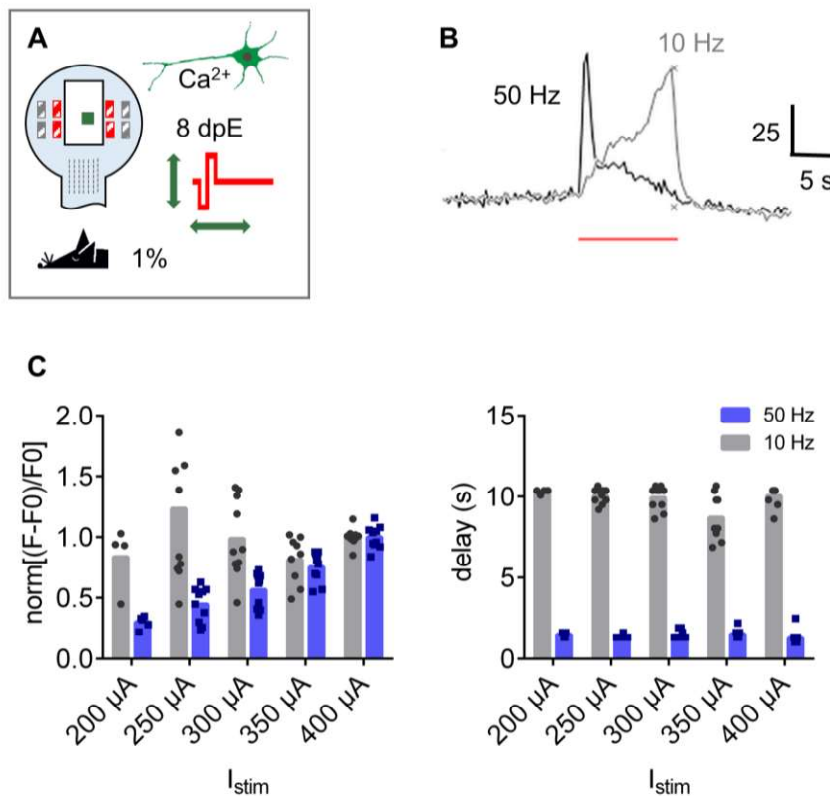 A
Ca²⁺
8 dpE
1%
B
10 Hz
50 Hz
25
5 s
C
2.0
1.5
1.0
0.5
0.0
norm[(F-F0)/F0]
200 µA
250 µA
300 µA
350 µA
400 µA
Istim
50 Hz
10 Hz
15
10
5
0
delay (s)
200 µA
250 µA
300 µA
350 µA
400 µA
Istim